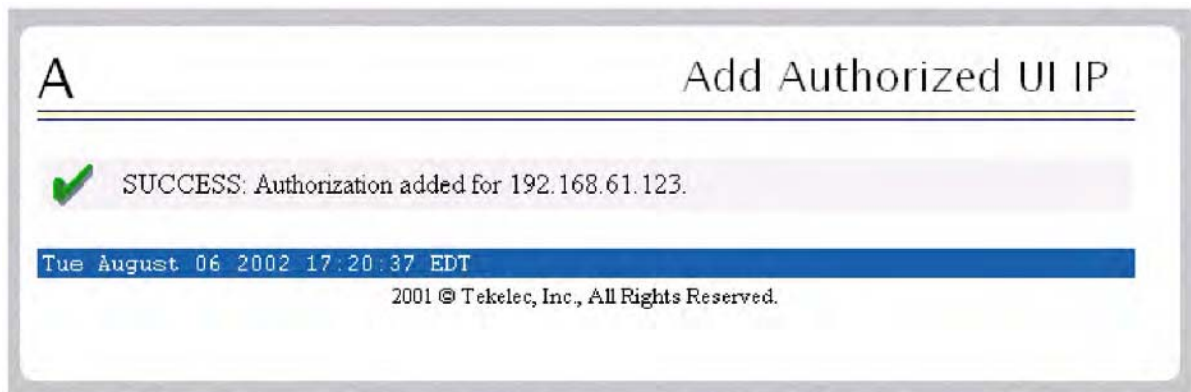 A
Add Authorized UI IP
SUCCESS: Authorization added for 192.168.61.123.
Tue August 06 2002 17:20:37 EDT
2001 © Tekelec, Inc., All Rights Reserved.